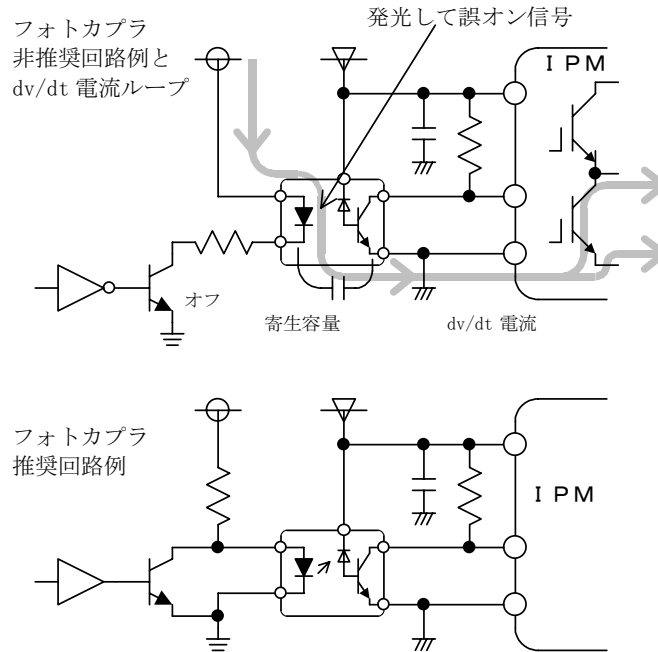 フォトカプラ
非推奨回路例と
dv/dt 電流ループ
発光して誤オン信号
I PM
オフ
寄生容量
dv/dt 電流
フォトカプラ
推奨回路例
I PM